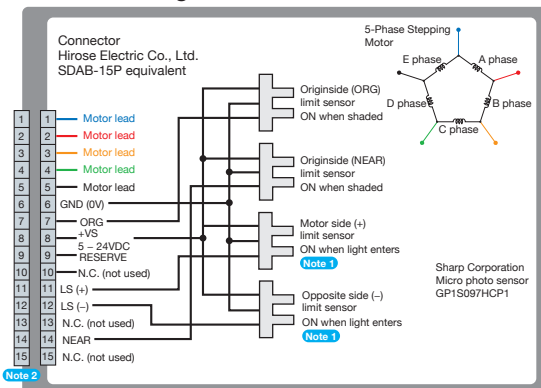 Connector
Hirose Electric Co., Ltd.
SDAB-15P equivalent
5-Phase Stepping
Motor
E phase
A phase
D phase
B phase
C phase
1 1 Motor lead
2 2 Motor lead
3 3 Motor lead
4 4 Motor lead
5 5 Motor lead
6 6 GND (0V)
7 7 ORG
8 8 +VS
5 – 24VDC
9 9 RESERVE
10 10 N.C. (not used)
11 11 LS (+)
12 12 LS (–)
13 13 N.C. (not used)
14 14 NEAR
15 15 N.C. (not used)
Note 2
Originside (ORG)
limit sensor
ON when shaded
Originside (NEAR)
limit sensor
ON when shaded
Motor side (+)
limit sensor
ON when light enters
Note 1
Opposite side (–)
limit sensor
ON when light enters
Note 1
Sharp Corporation
Micro photo sensor
GP1S097HCP1